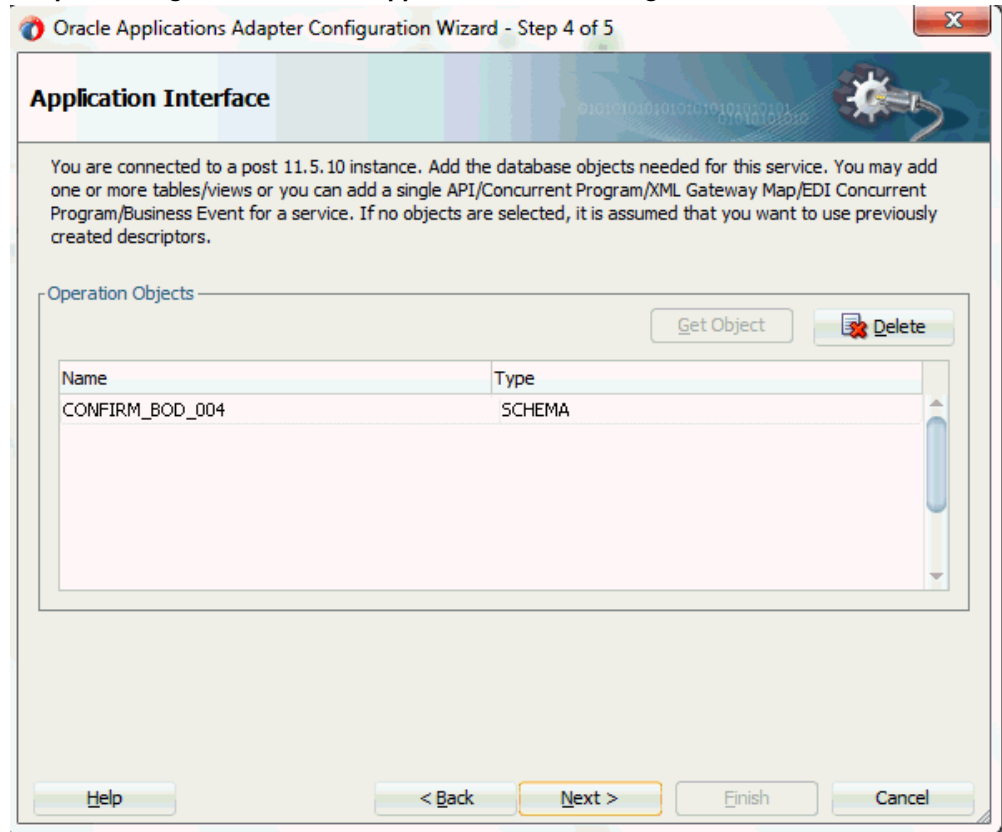 Oracle Applications Adapter Configuration Wizard - Step 4 of 5
x
Application Interface
You are connected to a post 11.5.10 instance. Add the database objects needed for this service. You may add
one or more tables/views or you can add a single API/Concurrent Program/XML Gateway Map/EDI Concurrent
Program/Business Event for a service. If no objects are selected, it is assumed that you want to use previously
created descriptors.
Operation Objects
Get Object Delete
Name Type
CONFIRM_BOD_004 SCHEMA
Help < Back Next > Finish Cancel